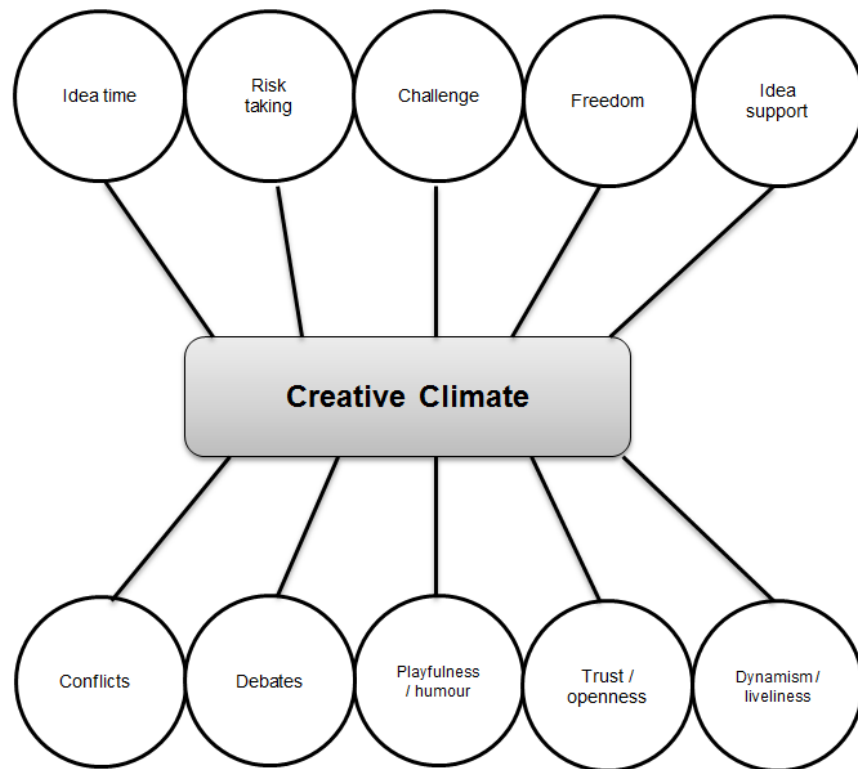 Idea time
Risk
taking
Challenge
Freedom
Idea
support
Creative Climate
Conflicts
Debates
Playfulness
/ humour
Trust /
openness
Dynamism /
liveliness